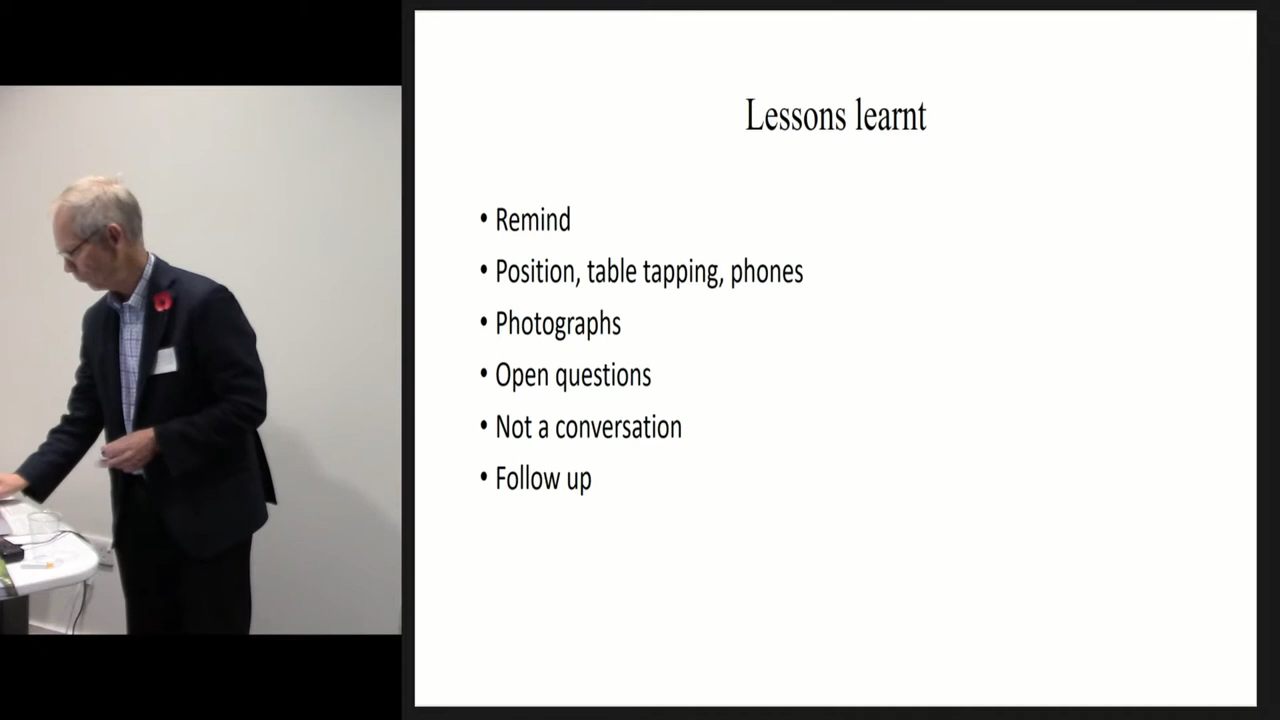 Lessons learnt
• Remind
• Position, table tapping, phones
• Photographs
• Open questions
• Not a conversation
• Follow up